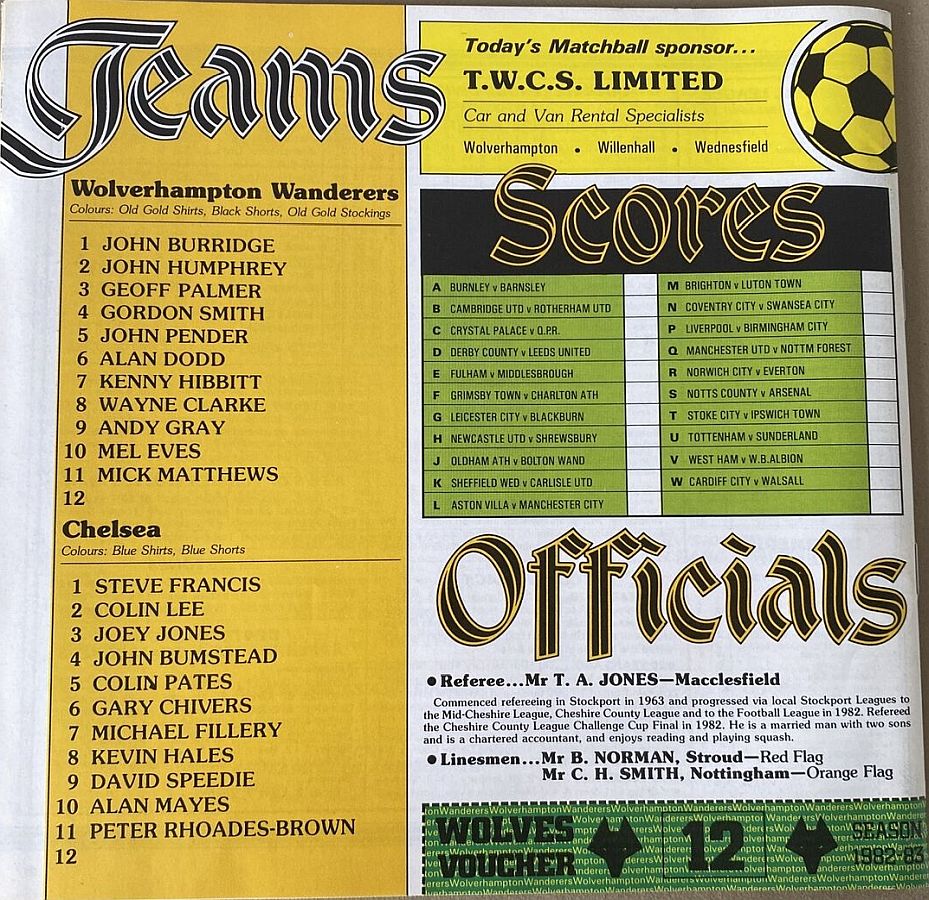 Teams
Wolverhampton Wanderers
Colours: Old Gold Shirts, Black Shorts, Old Gold Stockings
1 JOHN BURRIDGE
2 JOHN HUMPHREY
3 GEOFF PALMER
4 GORDON SMITH
5 JOHN PENDER
6 ALAN DODD
7 KENNY HIBBITT
8 WAYNE CLARKE
9 ANDY GRAY
10 MEL EVES
11 MICK MATTHEWS
12
Chelsea
Colours: Blue Shirts, Blue Shorts
1 STEVE FRANCIS
2 COLIN LEE
3 JOEY JONES
4 JOHN BUMSTEAD
5 COLIN PATES
6 GARY CHIVERS
7 MICHAEL FILLERY
8 KEVIN HALES
9 DAVID SPEEDIE
10 ALAN MAYES
11 PETER RHOADES-BROWN
12
Today's Matchball sponsor...
T.W.C.S. LIMITED
Car and Van Rental Specialists
Wolverhampton • Willenhall • Wednesfield
Scores
A BURNLEY v BARNSLEY
B CAMBRIDGE UTD v ROTHERHAM UTD
C CRYSTAL PALACE v Q.P.R.
D DERBY COUNTY v LEEDS UNITED
E FULHAM v MIDDLESBROUGH
F GRIMSBY TOWN v CHARLTON ATH
G LEICESTER CITY v BLACKBURN
H NEWCASTLE UTD v SHREWSBURY
J OLDHAM ATH v BOLTON WAND
K SHEFFIELD WED v CARLISLE UTD
L ASTON VILLA v MANCHESTER CITY
M BRIGHTON v LUTON TOWN
N COVENTRY CITY v SWANSEA CITY
P LIVERPOOL v BIRMINGHAM CITY
Q MANCHESTER UTD v NOTTM FOREST
R NORWICH CITY v EVERTON
S NOTTS COUNTY v ARSENAL
T STOKE CITY v IPSWICH TOWN
U TOTTENHAM v SUNDERLAND
V WEST HAM v W.B.ALBION
W CARDIFF CITY v WALSALL
Officials
• Referee...Mr T. A. JONES—Macclesfield
Commenced refereeing in Stockport in 1963 and progressed via local Stockport Leagues to
the Mid-Cheshire League, Cheshire County League and to the Football League in 1982. Refereed
the Cheshire County League Challenge Cup Final in 1982. He is a married man with two sons
and is a chartered accountant, and enjoys reading and playing squash.
• Linesmen...Mr B. NORMAN, Stroud—Red Flag
Mr C. H. SMITH, Nottingham—Orange Flag
WOLVES
VOUCHER
12
SEASON
1982-83